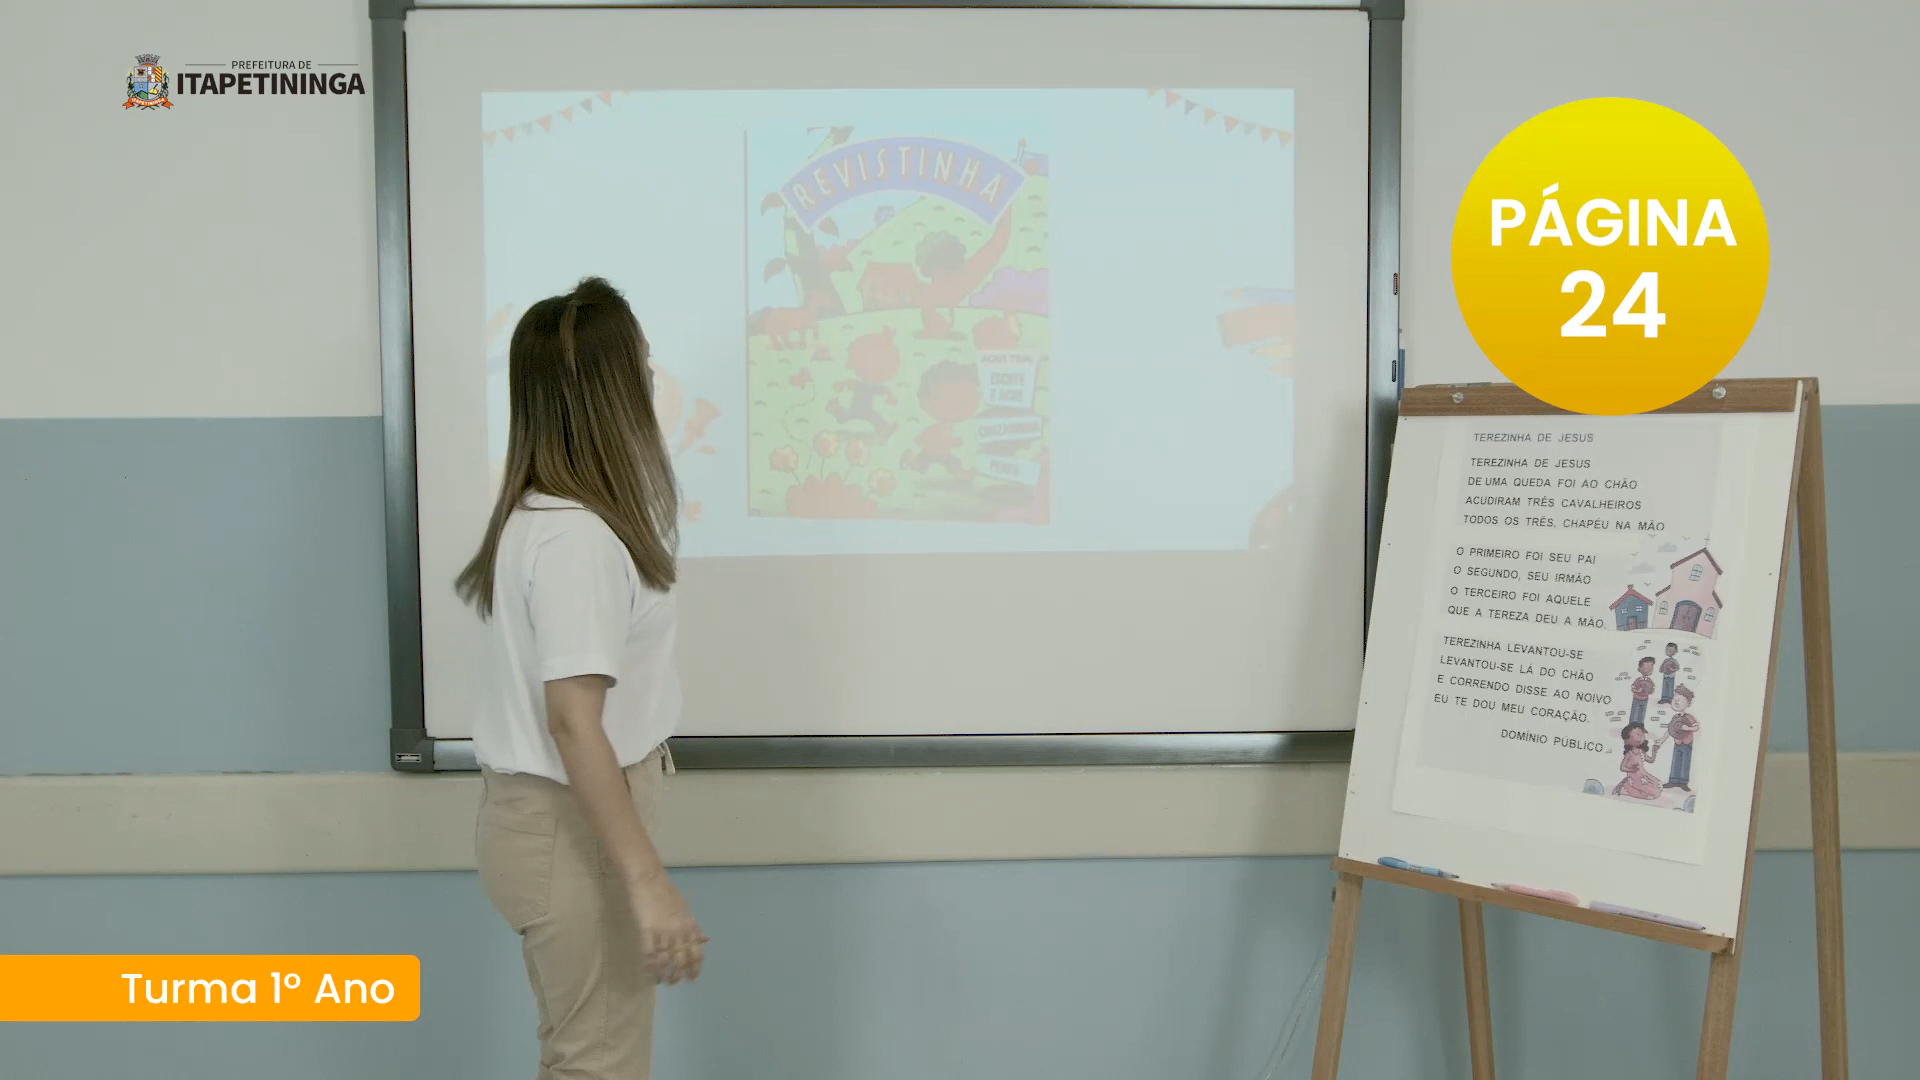 PREFEITURA DE
ITAPETININGA
REVISTINHA
PÁGINA
24
TEREZINHA DE JESUS
TEREZINHA DE JESUS
DE UMA QUEDA FOI AO CHÃO
ACUDIRAM TRÊS CAVALHEIROS
TODOS OS TRÊS, CHAPÉU NA MÃO
O PRIMEIRO FOI SEU PAI
O SEGUNDO, SEU IRMÃO
O TERCEIRO FOI AQUELE
QUE A TEREZA DEU A MÃO.
TEREZINHA LEVANTOU-SE
LEVANTOU-SE LÁ DO CHÃO
E CORRENDO DISSE AO NOIVO
EU TE DOU MEU CORAÇÃO.
DOMÍNIO PÚBLICO
Turma 1º Ano